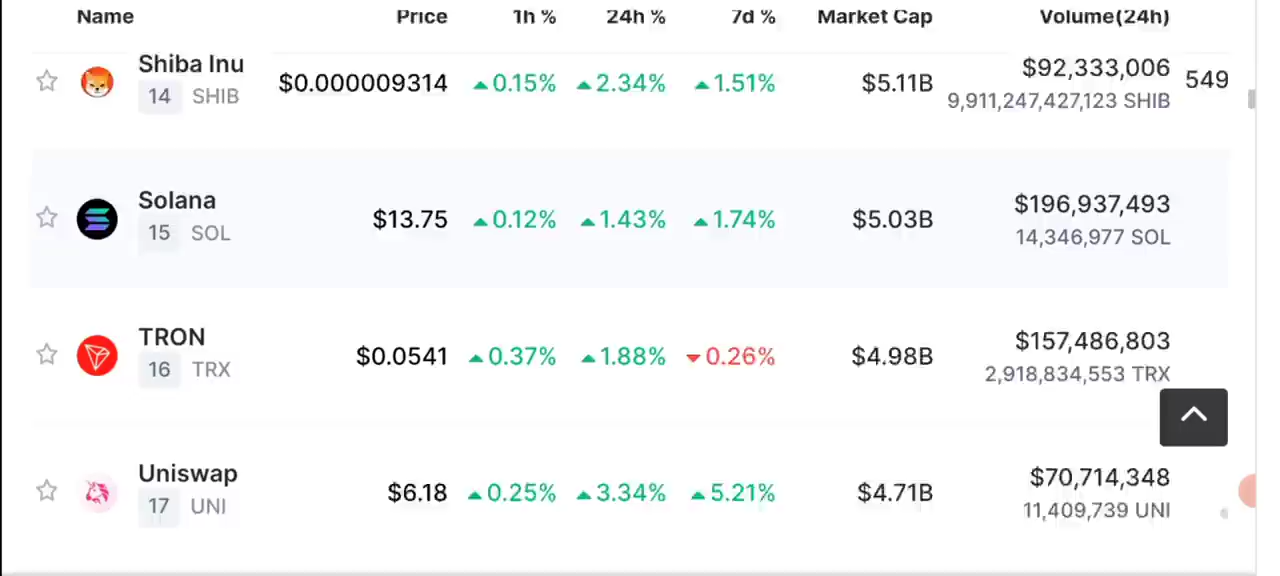 Name Price 1h % 24h % 7d % Market Cap Volume(24h)
Shiba Inu
14 SHIB $0.000009314 0.15% 2.34% 1.51% $5.11B $92,333,006 549
9,911,247,427,123 SHIB
Solana
15 SOL $13.75 0.12% 1.43% 1.74% $5.03B $196,937,493
14,346,977 SOL
TRON
16 TRX $0.0541 0.37% 1.88% 0.26% $4.98B $157,486,803
2,918,834,553 TRX
Uniswap
17 UNI $6.18 0.25% 3.34% 5.21% $4.71B $70,714,348
11,409,739 UNI